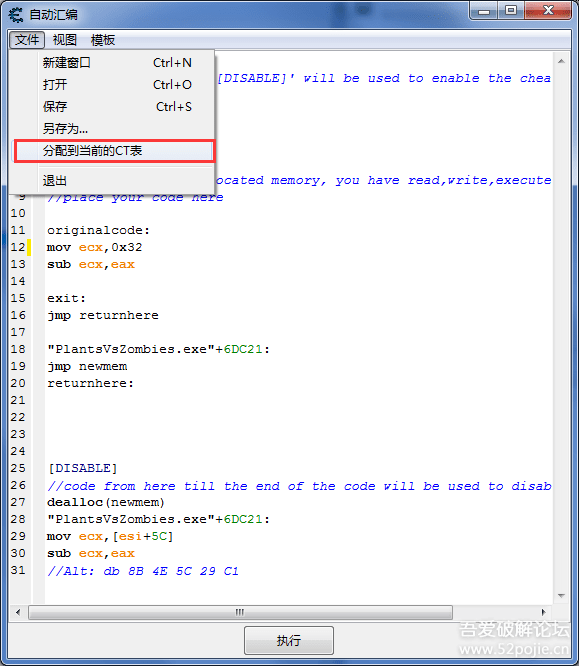 自动汇编
文件 视图 模板
新建窗口 Ctrl+N
打开 Ctrl+O
保存 Ctrl+S
另存为...
分配到当前的CT表
退出
[DISABLE]' will be used to enable the chea
ocated memory, you have read,write,execute
9 //place your code here
10
11 originalcode:
12 mov ecx,0x32
13 sub ecx,eax
14
15 exit:
16 jmp returnhere
17
18 "PlantsVsZombies.exe"+6DC21:
19 jmp newmem
20 returnhere:
21
22
23
24
25 [DISABLE]
26 //code from here till the end of the code will be used to disab
27 dealloc(newmem)
28 "PlantsVsZombies.exe"+6DC21:
29 mov ecx,[esi+5C]
30 sub ecx,eax
31 //Alt: db 8B 4E 5C 29 C1
执行
吾爱破解论坛
www.52pojie.cn